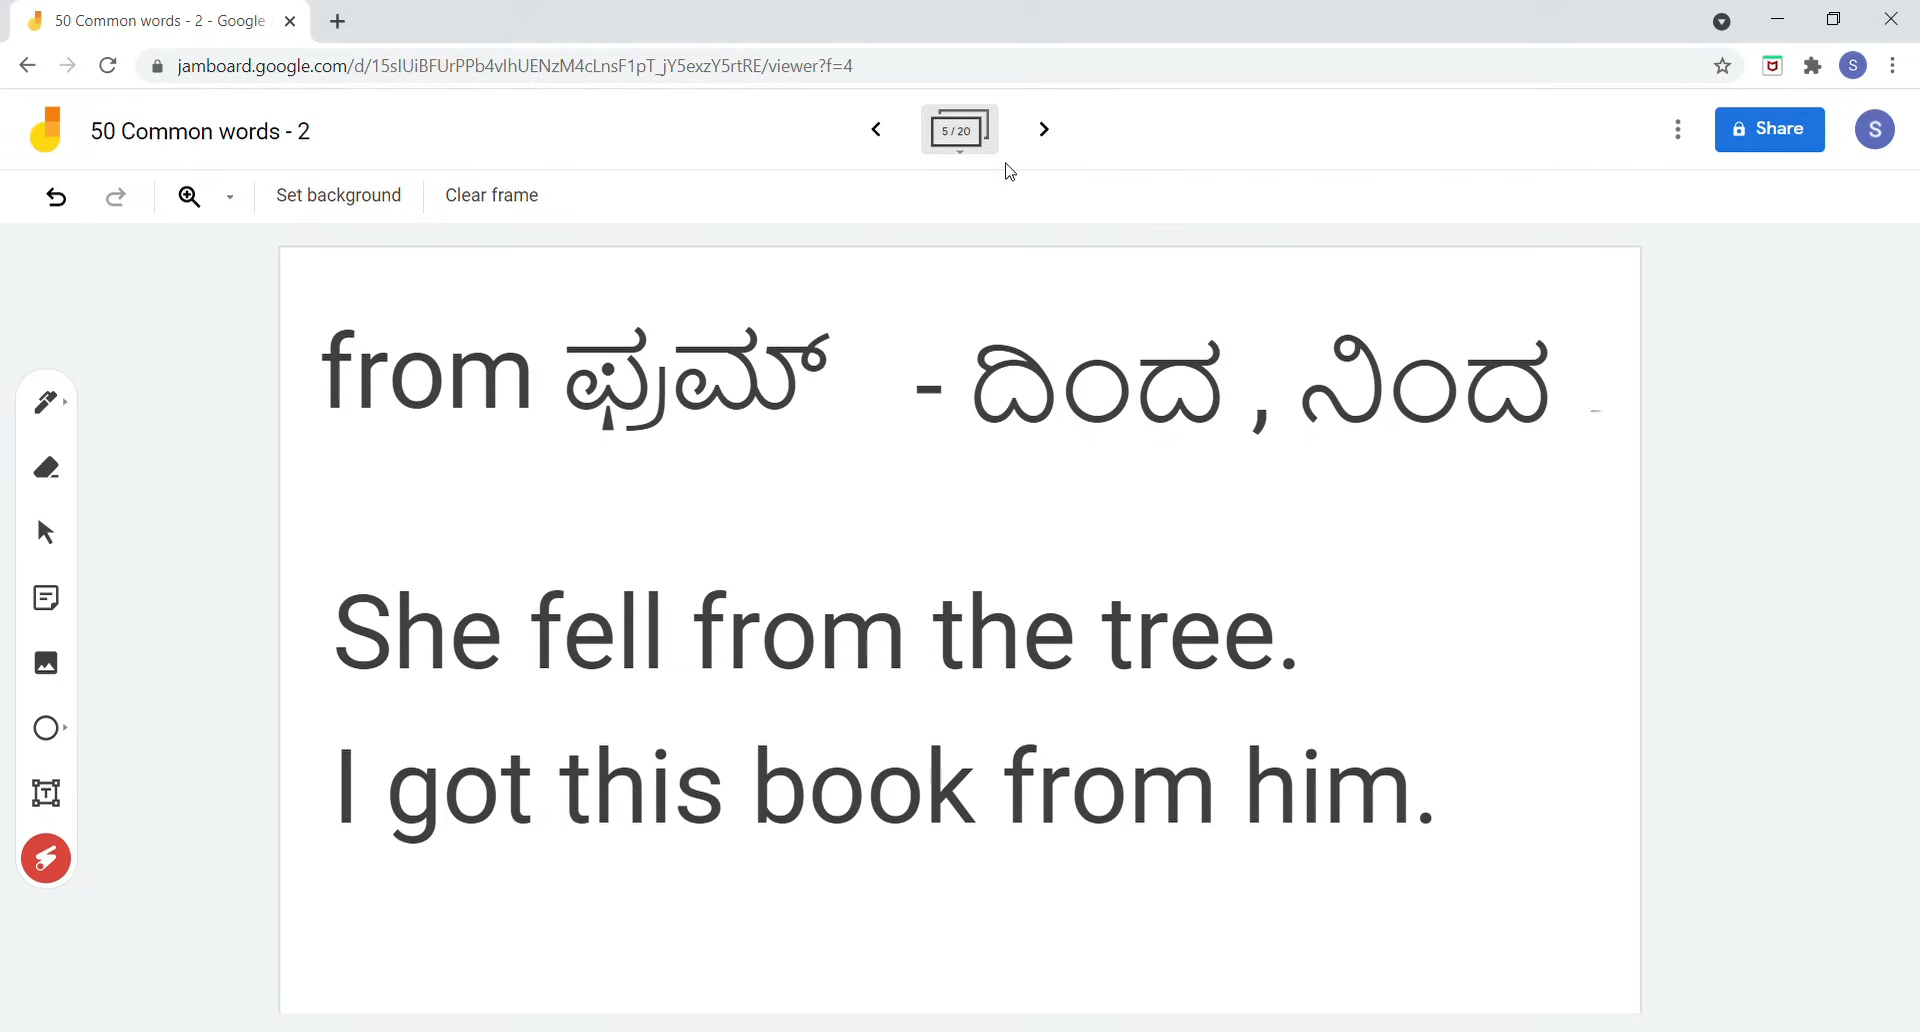 50 Common words - 2 - Google
jamboard.google.com/d/15slUiBFUrPPb4vlhUENzM4cLnsF1pT_jY5exzY5rtRE/viewer?f=4
S
50 Common words - 2
5 / 20
Share
S
Set background
Clear frame
from ಫ್ರಮ್ - ದಿಂದ , ನಿಂದ
She fell from the tree.
I got this book from him.